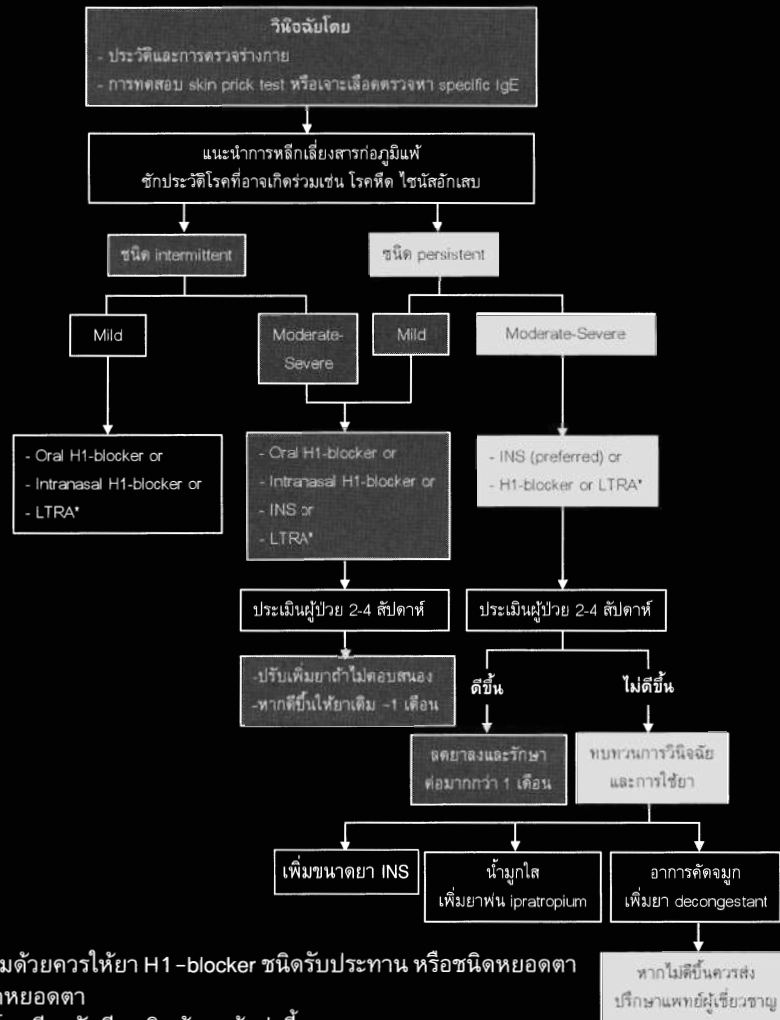 วินิจฉัยโดย
- ประวัติและการตรวจร่างกาย
- การทดสอบ skin prick test หรือเจาะเลือดตรวจหา specific IgE
แนะนำการหลีกเลี่ยงสารก่อภูมิแพ้
ซักประวัติโรคที่อาจเกิดร่วมเช่น โรคหืด ไซนัสอักเสบ
ชนิด intermittent
ชนิด persistent
Mild
Moderate-
Severe
Mild
Moderate-Severe
- Oral H1-blocker or
- Intranasal H1-blocker or
- LTRA*
- Oral H1-blocker or
- Intranasal H1-blocker or
- INS or
- LTRA*
- INS (preferred) or
- H1-blocker or LTRA*
ประเมินผู้ป่วย 2-4 สัปดาห์
ประเมินผู้ป่วย 2-4 สัปดาห์
-ปรับเพิ่มยาถ้าไม่ตอบสนอง
-หากดีขึ้นให้ยาเดิม ~1 เดือน
ดีขึ้น
ไม่ดีขึ้น
ลดยาลงและรักษา
ต่อมากกว่า 1 เดือน
ทบทวนการวินิจฉัย
และการใช้ยา
เพิ่มขนาดยา INS
น้ำมูกใส
เพิ่มยาพ่น ipratropium
อาการคัดจมูก
เพิ่มยา decongestant
มด้วยควรให้ยา H1-blocker ชนิดรับประทาน หรือชนิดหยอดตา
หยอดตา
หากไม่ดีขึ้นควรส่ง
ปรึกษาแพทย์ผู้เชี่ยวชาญ